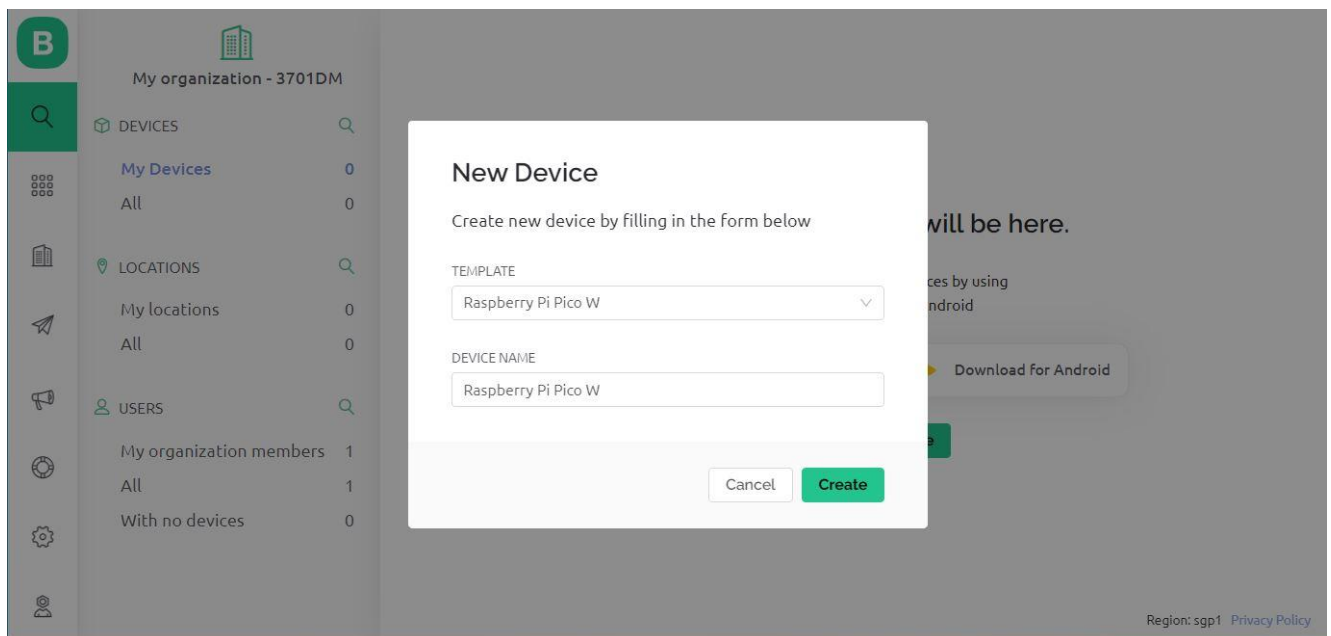 B
My organization - 3701DM
DEVICES
My Devices 0
All 0
LOCATIONS
My locations 0
All 0
USERS
My organization members 1
All 1
With no devices 0
New Device
Create new device by filling in the form below
TEMPLATE
Raspberry Pi Pico W
DEVICE NAME
Raspberry Pi Pico W
Cancel Create
will be here.
by using
Download for Android
Region: sgp1 Privacy Policy